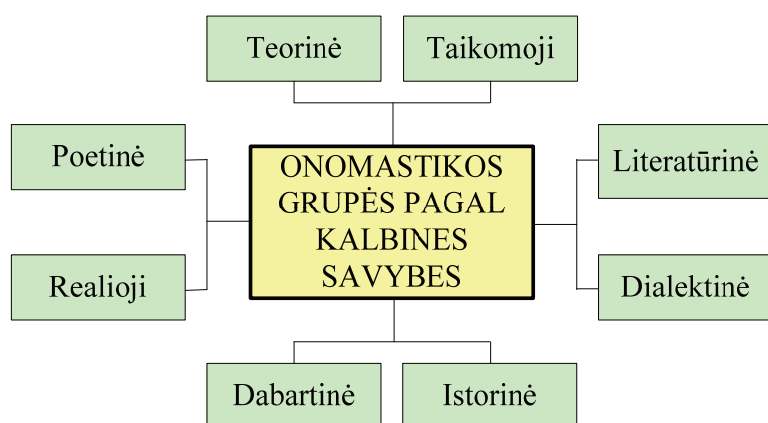 Teorinė
Taikomoji
Poetinė
ONOMASTIKOS
GRUPĖS PAGAL
KALBINES
SAVYBES
Literatūrinė
Realioji
Dialektinė
Dabartinė
Istorinė